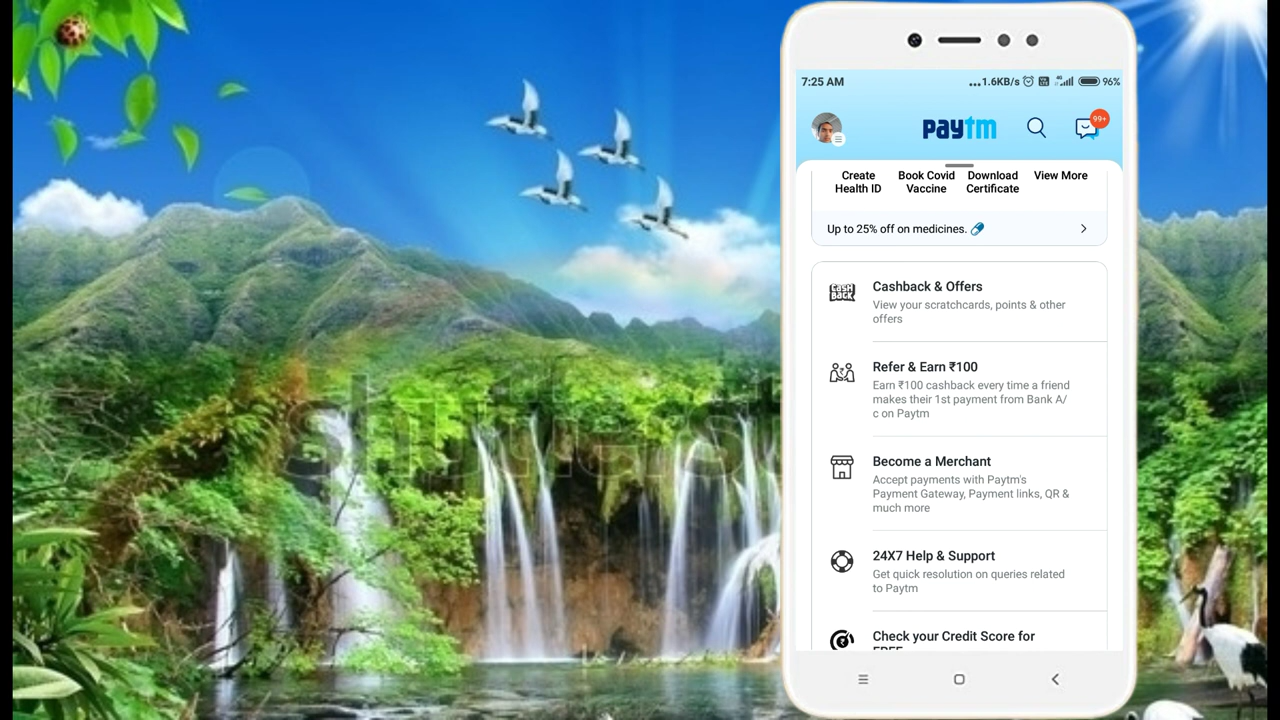 7:25 AM
...1.6KB/s
4G
96%
paytm
99+
Create Health ID
Book Covid Vaccine
Download Certificate
View More
Up to 25% off on medicines.
CASH BACK
Cashback & Offers
View your scratchcards, points & other
offers
Refer & Earn ₹100
Earn ₹100 cashback every time a friend
makes their 1st payment from Bank A/
c on Paytm
Become a Merchant
Accept payments with Paytm's
Payment Gateway, Payment links, QR &
much more
24X7 Help & Support
Get quick resolution on queries related
to Paytm
Check your Credit Score for
FREE